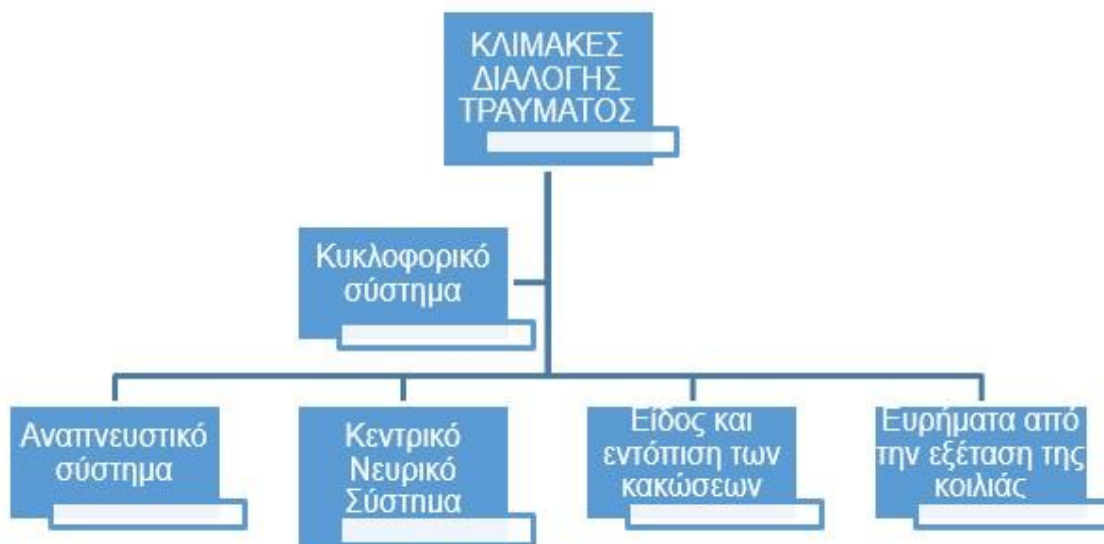 ΚΛΙΜΑΚΕΣ
ΔΙΑΛΟΓΗΣ
ΤΡΑΥΜΑΤΟΣ
Κυκλοφορικό
σύστημα
Αναπνευστικό
σύστημα
Κεντρικό
Νευρικό
Σύστημα
Είδος και
εντόπιση των
κακώσεων
Ευρήματα από
την εξέταση της
κοιλιάς